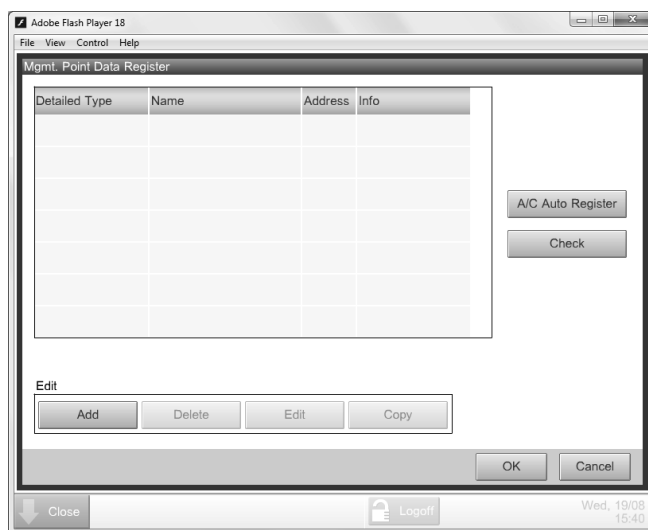 Adobe Flash Player 18
File View Control Help
Mgmt. Point Data Register
Detailed Type Name Address Info
A/C Auto Register
Check
Edit
Add Delete Edit Copy
OK Cancel
Close Logoff Wed, 19/08
15:40